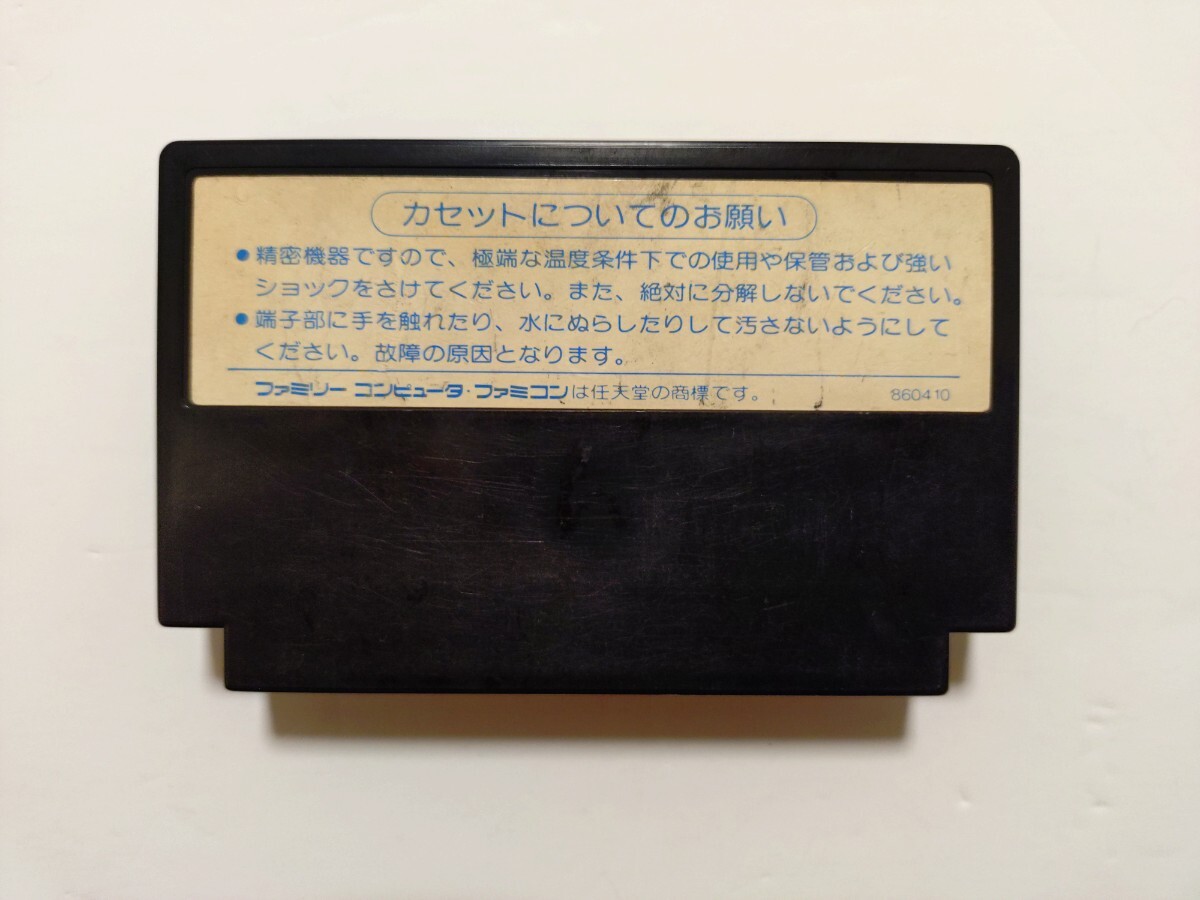 カセットについてのお願い
●精密機器ですので、極端な温度条件下での使用や保管および強い
ショックをさけてください。また、絶対に分解しないでください。
●端子部に手を触れたり、水にぬらしたりして汚さないようにして
ください。故障の原因となります。
ファミリー コンピュータ・ファミコンは任天堂の商標です。 860410